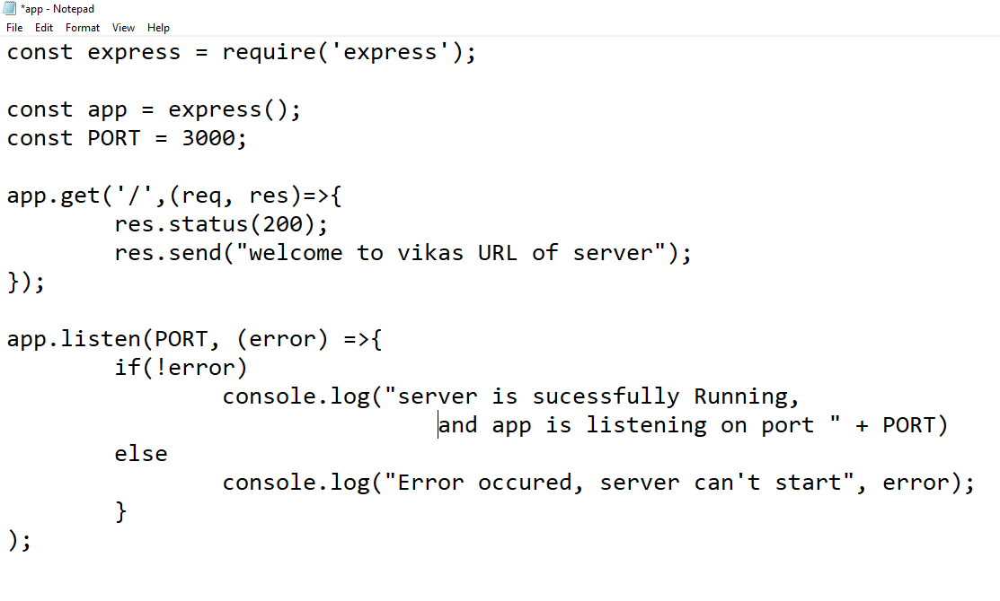 *app - Notepad
File Edit Format View Help
const express = require('express');
const app = express();
const PORT = 3000;
app.get('/',(req, res)=>{
res.status(200);
res.send("welcome to vikas URL of server");
});
app.listen(PORT, (error) =>{
if(!error)
console.log("server is sucessfully Running,
and app is listening on port " + PORT)
else
console.log("Error occured, server can't start", error);
}
);